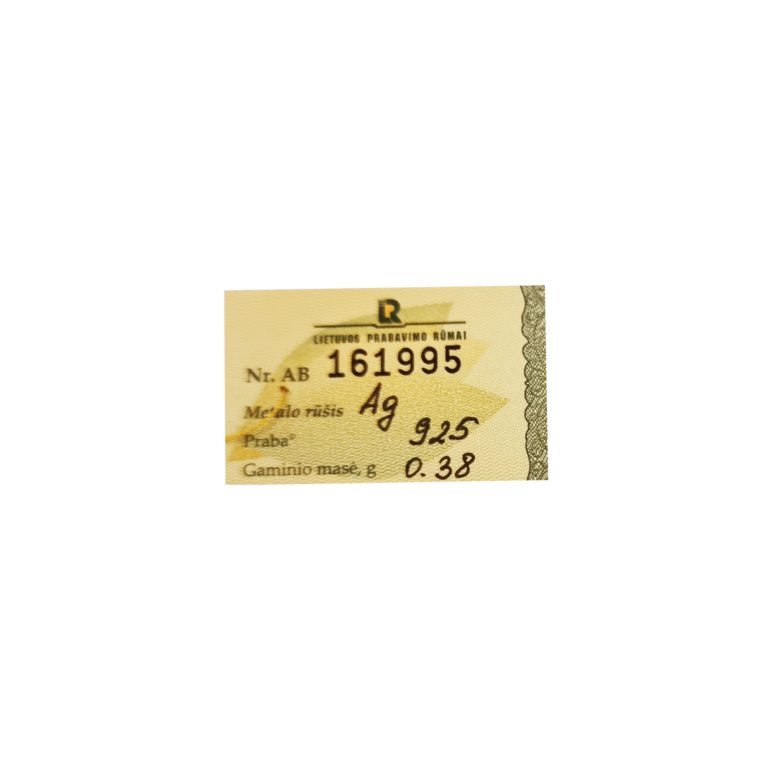 LR
LIETUVOS PRABAVIMO RŪMAI
Nr. AB 161995
Metalo rūšis Ag
Praba° 925
Gaminio masė, g 0.38